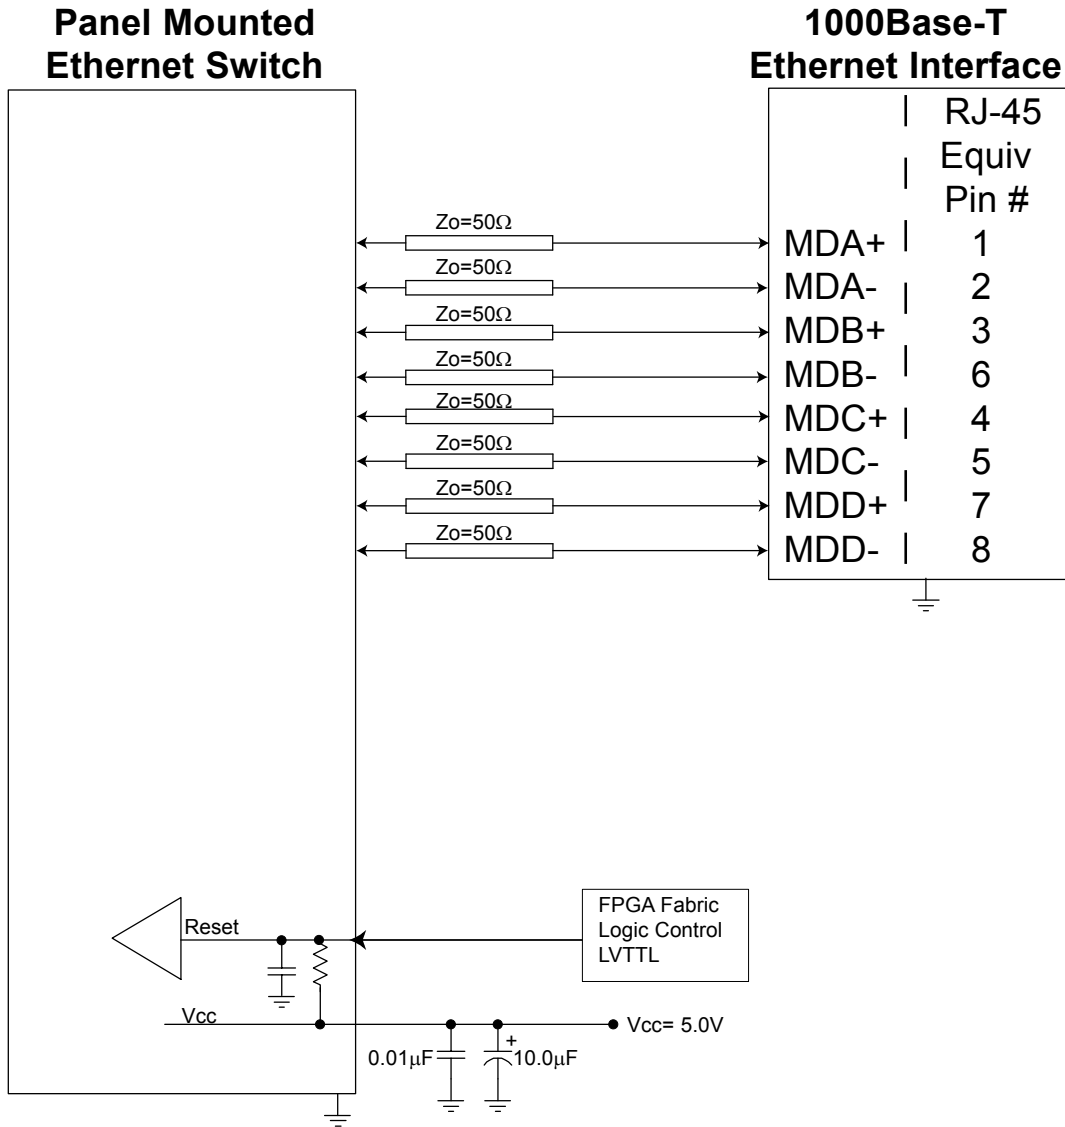 Panel Mounted
Ethernet Switch
1000Base-T
Ethernet Interface
RJ-45
Equiv
Pin #
Zo=50Ω
MDA+ 1
Zo=50Ω
MDA- 2
Zo=50Ω
MDB+ 3
Zo=50Ω
MDB- 6
Zo=50Ω
MDC+ 4
Zo=50Ω
MDC- 5
Zo=50Ω
MDD+ 7
Zo=50Ω
MDD- 8
FPGA Fabric
Logic Control
LVTTL
Reset
Vcc
Vcc= 5.0V
+
0.01μF
10.0μF